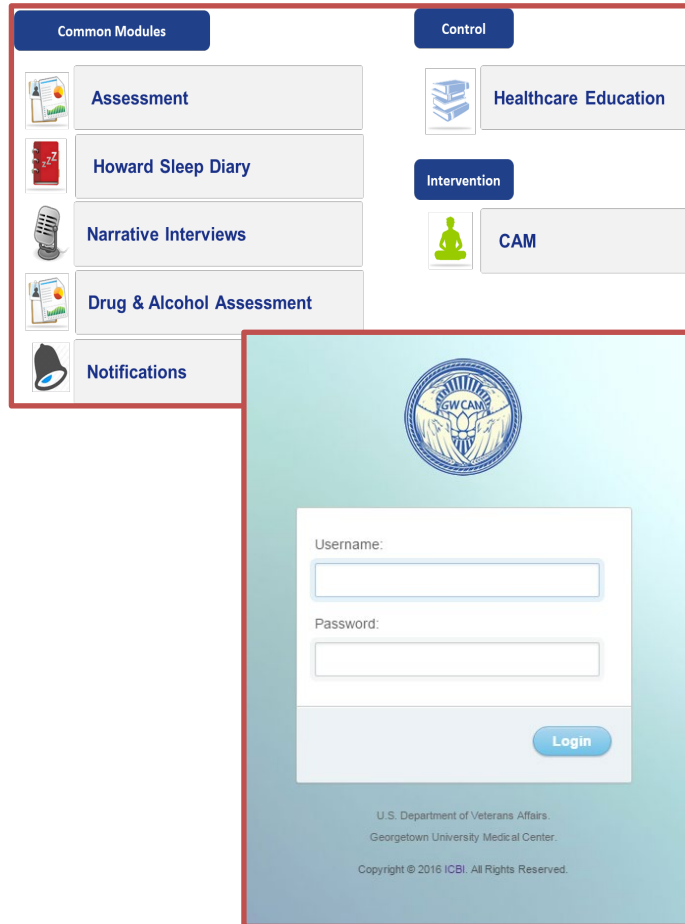 Common Modules
Assessment
zZZ
Howard Sleep Diary
Narrative Interviews
Drug & Alcohol Assessment
Notifications
Control
Healthcare Education
Intervention
CAM
GWCAM
Username:
Password:
Login
U.S. Department of Veterans Affairs.
Georgetown University Medical Center.
Copyright © 2016 ICBI. All Rights Reserved.